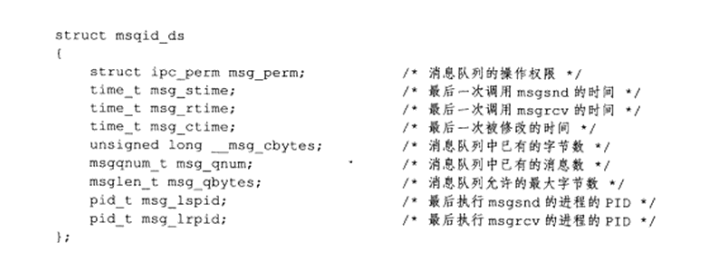 struct msqid_ds
{
struct ipc_perm msg_perm; /* 消息队列的操作权限 */
time_t msg_stime; /* 最后一次调用 msgsnd 的时间 */
time_t msg_rtime; /* 最后一次调用 msgrcv 的时间 */
time_t msg_ctime; /* 最后一次被修改的时间 */
unsigned long __msg_cbytes; /* 消息队列中已有的字节数 */
msgqnum_t msg_qnum; /* 消息队列中已有的消息数 */
msglen_t msg_qbytes; /* 消息队列允许的最大字节数 */
pid_t msg_lspid; /* 最后执行 msgsnd 的进程的 PID */
pid_t msg_lrpid; /* 最后执行 msgrcv 的进程的 PID */
};